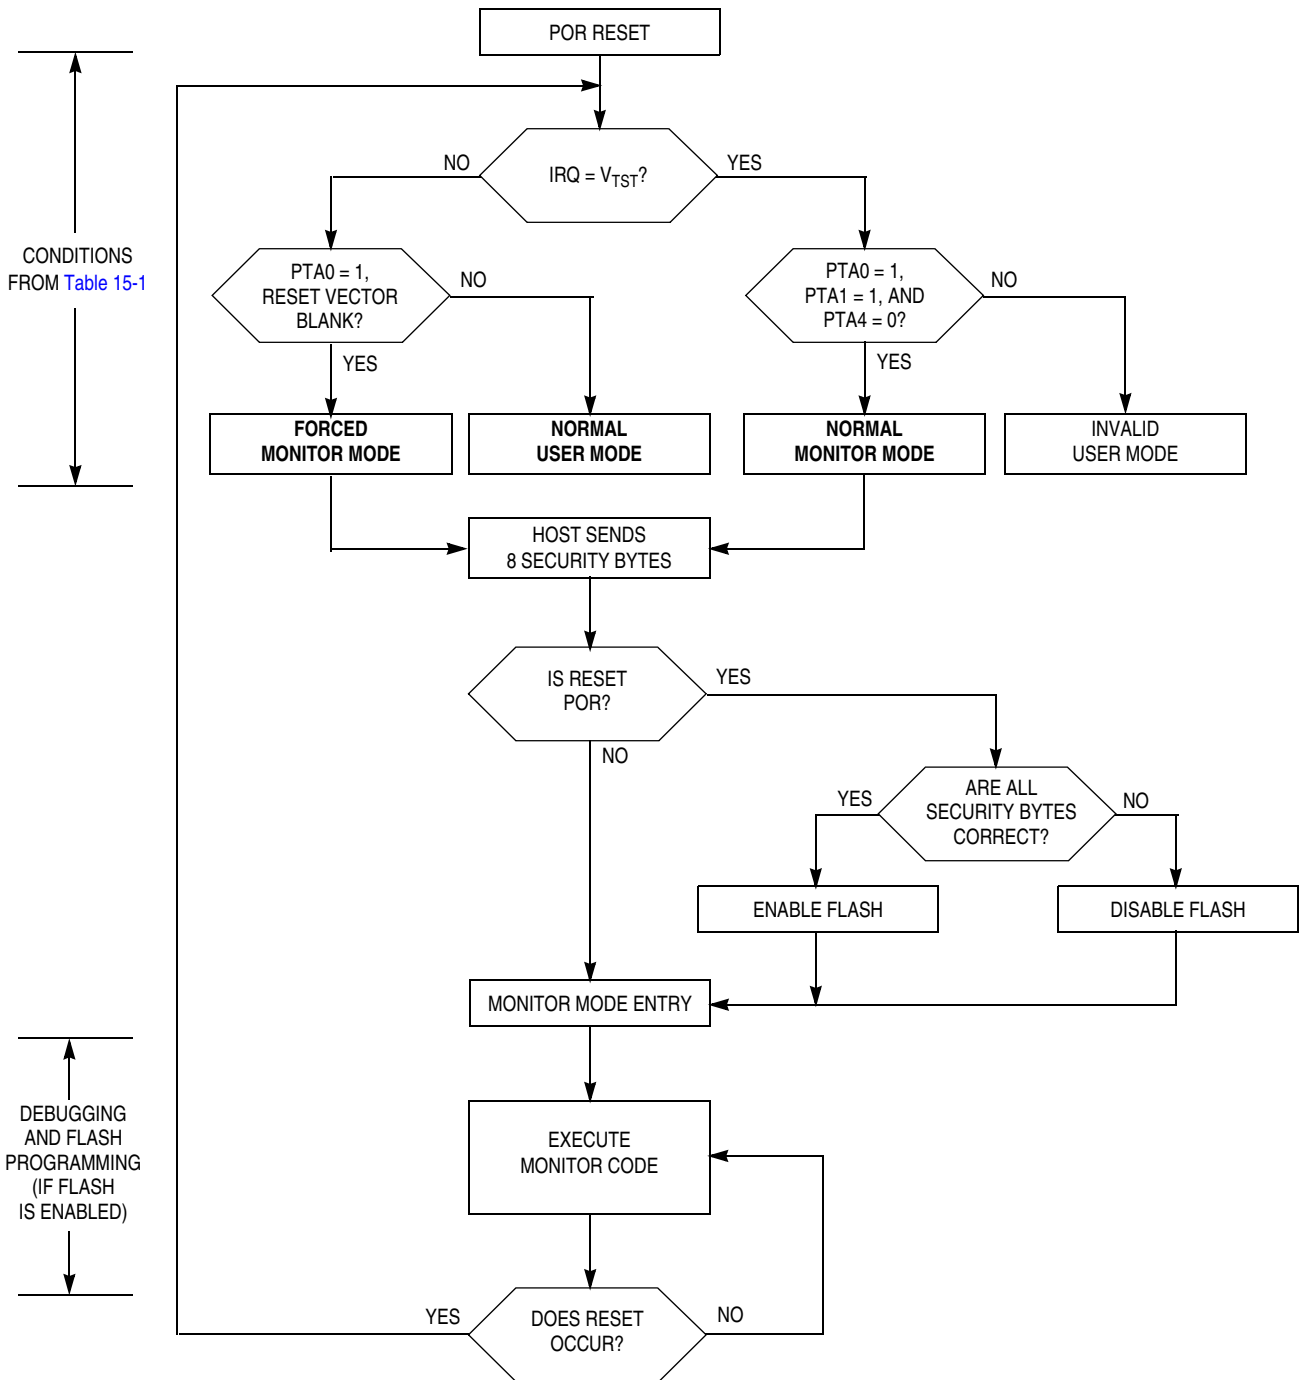 POR RESET
NO
IRQ = VTST?
YES
CONDITIONS
FROM Table 15-1
PTA0 = 1,
RESET VECTOR
BLANK?
NO
YES
PTA0 = 1,
PTA1 = 1, AND
PTA4 = 0?
NO
YES
FORCED
MONITOR MODE
NORMAL
USER MODE
NORMAL
MONITOR MODE
INVALID
USER MODE
HOST SENDS
8 SECURITY BYTES
IS RESET
POR?
YES
NO
ARE ALL
SECURITY BYTES
CORRECT?
YES
NO
ENABLE FLASH
DISABLE FLASH
MONITOR MODE ENTRY
DEBUGGING
AND FLASH
PROGRAMMING
(IF FLASH
IS ENABLED)
EXECUTE
MONITOR CODE
YES
DOES RESET
OCCUR?
NO